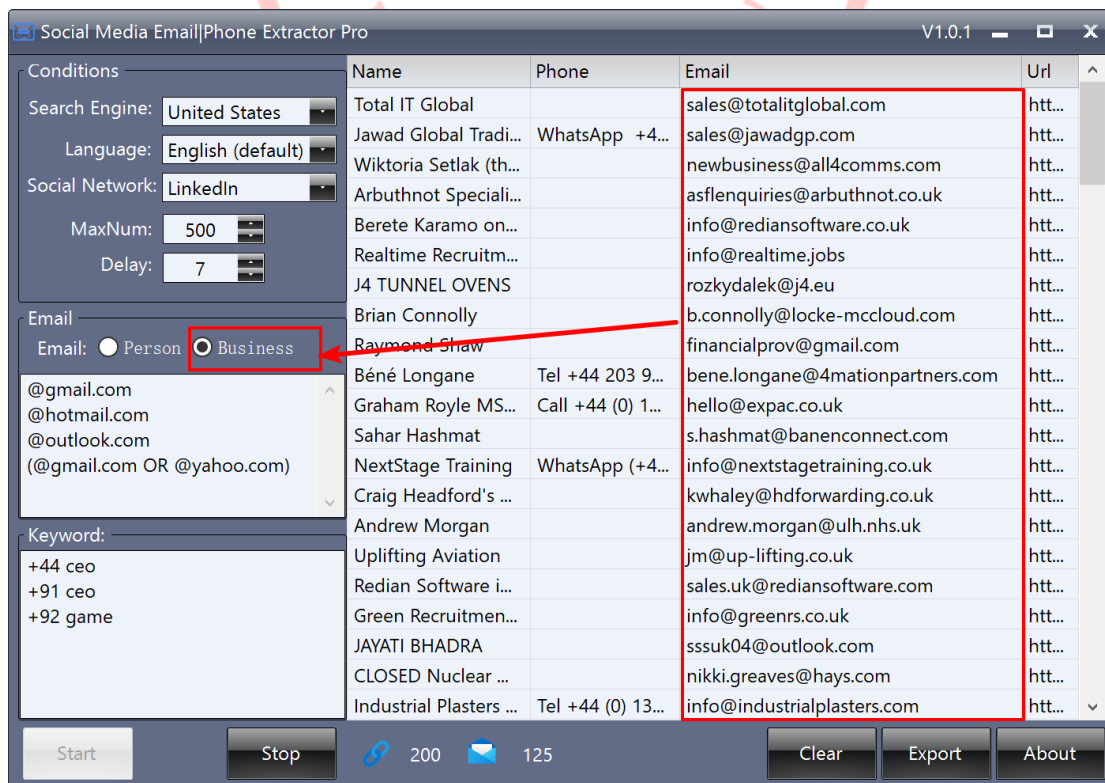 Social Media Email|Phone Extractor Pro V1.0.1
Conditions
Search Engine: United States
Language: English (default)
Social Network: LinkedIn
MaxNum: 500
Delay: 7
Email
Email: Person Business
@gmail.com
@hotmail.com
@outlook.com
(@gmail.com OR @yahoo.com)
Keyword:
+44 ceo
+91 ceo
+92 game
Name Phone Email Url
Total IT Global sales@totalitglobal.com htt...
Jawad Global Tradi... WhatsApp +4... sales@jawadgp.com htt...
Wiktoria Setlak (th... newbusiness@all4comms.com htt...
Arbuthnot Speciali... asflenquiries@arbuthnot.co.uk htt...
Berete Karamo on... info@rediansoftware.co.uk htt...
Realtime Recruitm... info@realtime.jobs htt...
J4 TUNNEL OVENS rozkydalek@j4.eu htt...
Brian Connolly b.connolly@locke-mccloud.com htt...
Raymond Shaw financialprov@gmail.com htt...
Béné Longane Tel +44 203 9... bene.longane@4mationpartners.com htt...
Graham Royle MS... Call +44 (0) 1... hello@expac.co.uk htt...
Sahar Hashmat s.hashmat@banenconnect.com htt...
NextStage Training WhatsApp (+4... info@nextstagetraining.co.uk htt...
Craig Headford's ... kwhaley@hdforwarding.co.uk htt...
Andrew Morgan andrew.morgan@ulh.nhs.uk htt...
Uplifting Aviation jm@up-lifting.co.uk htt...
Redian Software i... sales.uk@rediansoftware.com htt...
Green Recruitmen... info@greenrs.co.uk htt...
JAYATI BHADRA sssuk04@outlook.com htt...
CLOSED Nuclear ... nikki.greaves@hays.com htt...
Industrial Plasters ... Tel +44 (0) 13... info@industrialplasters.com htt...
Start Stop 200 125 Clear Export About